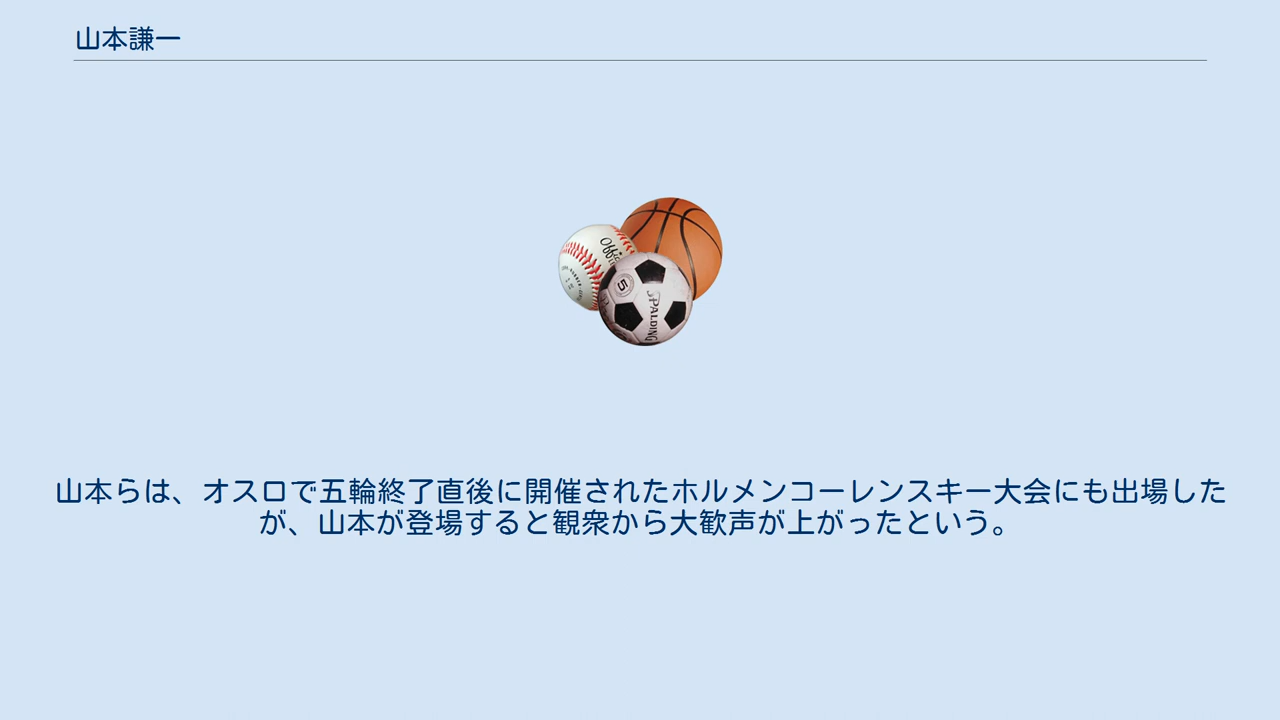 山本謙一
Offic
5
SPALDING
山本らは、オスロで五輪終了直後に開催されたホルメンコーレンスキー大会にも出場した
が、山本が登場すると観衆から大歓声が上がったという。